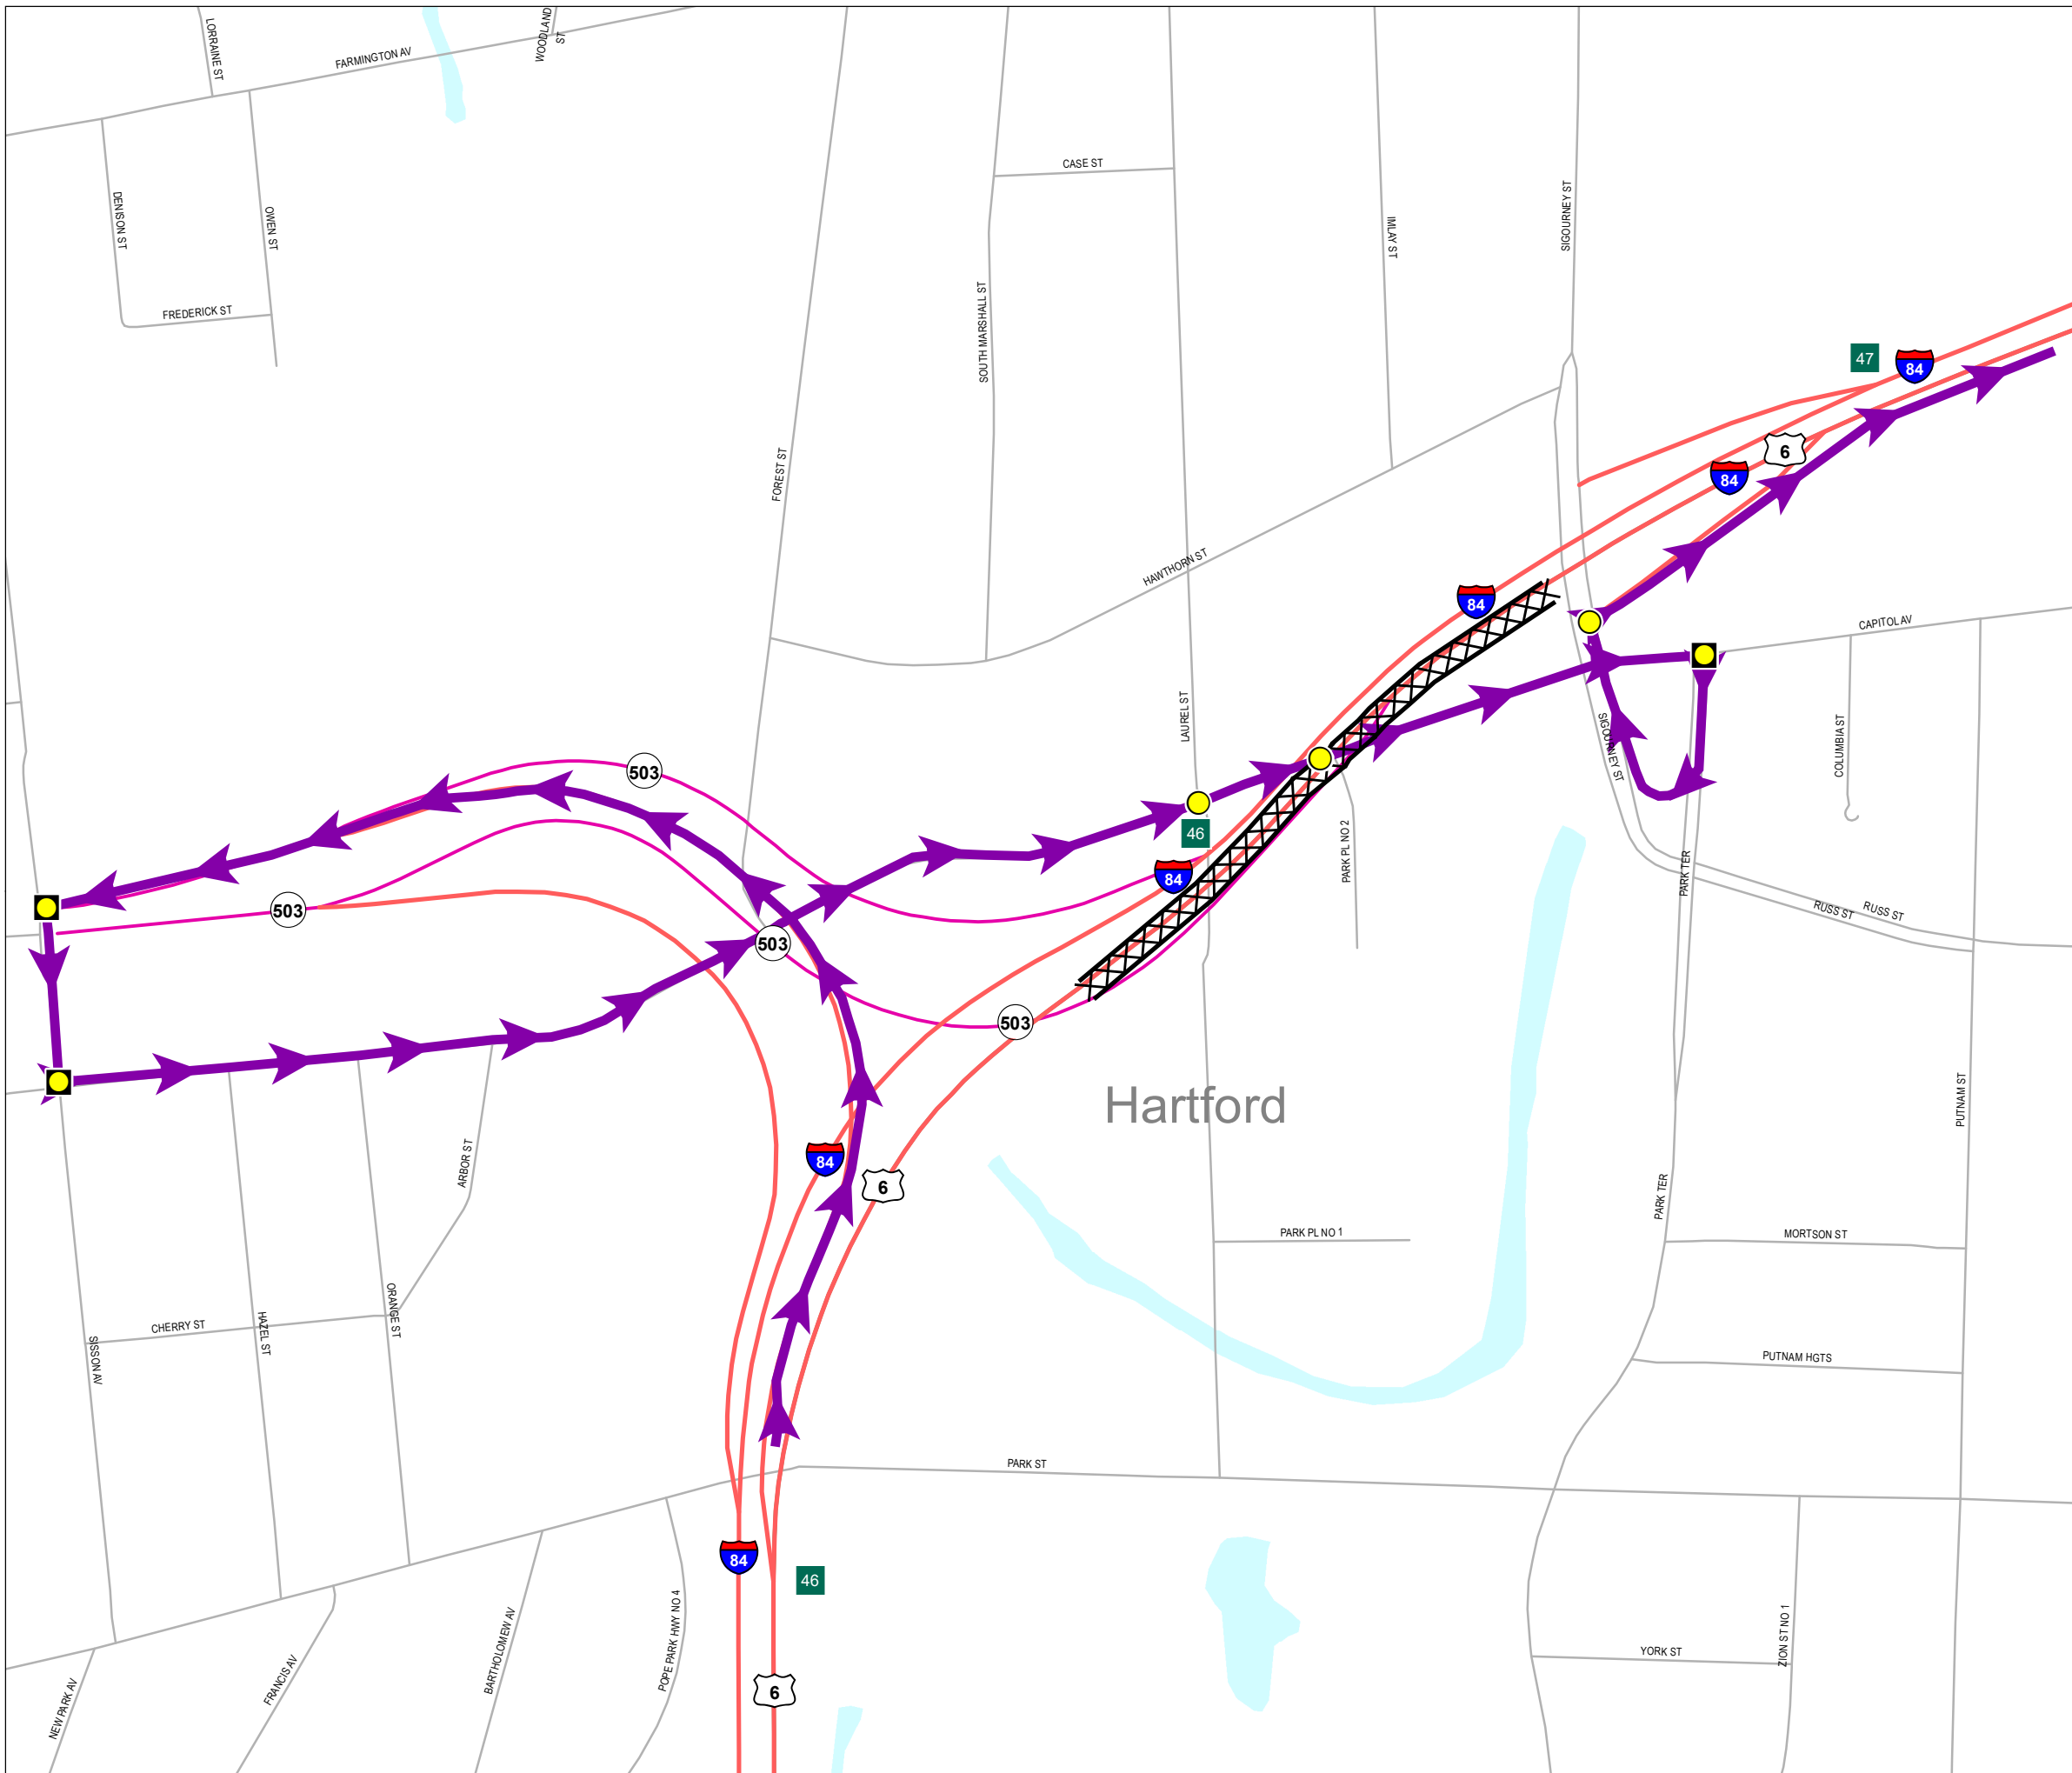 LORRAINE ST
FARMINGTON AV
WOODLAND
ST
CASE ST
DENISON ST
OWEN ST
IMLAY ST
SIGOURNEY ST
FREDERICK ST
SOUTH MARSHALL ST
47
84
6
84
FOREST ST
HAWTHORN ST
84
CAPITOL AV
LAUREL ST
SIGOURNEY ST
COLUMBIA ST
503
46
PARK PL NO 2
84
PARK TER
503
RUSS ST
RUSS ST
503
503
Hartford
PUTNAM ST
ARBOR ST
84
6
PARK TER
PARK PL NO 1
MORTSON ST
CHERRY ST
HAZEL ST
ORANGE ST
SISSON AV
PUTNAM HGTS
PARK ST
84
46
POPE PARK HWY NO 4
BARTHOLOMEW AV
ZION ST NO 1
YORK ST
FRANCIS AV
NEW PARK AV
6